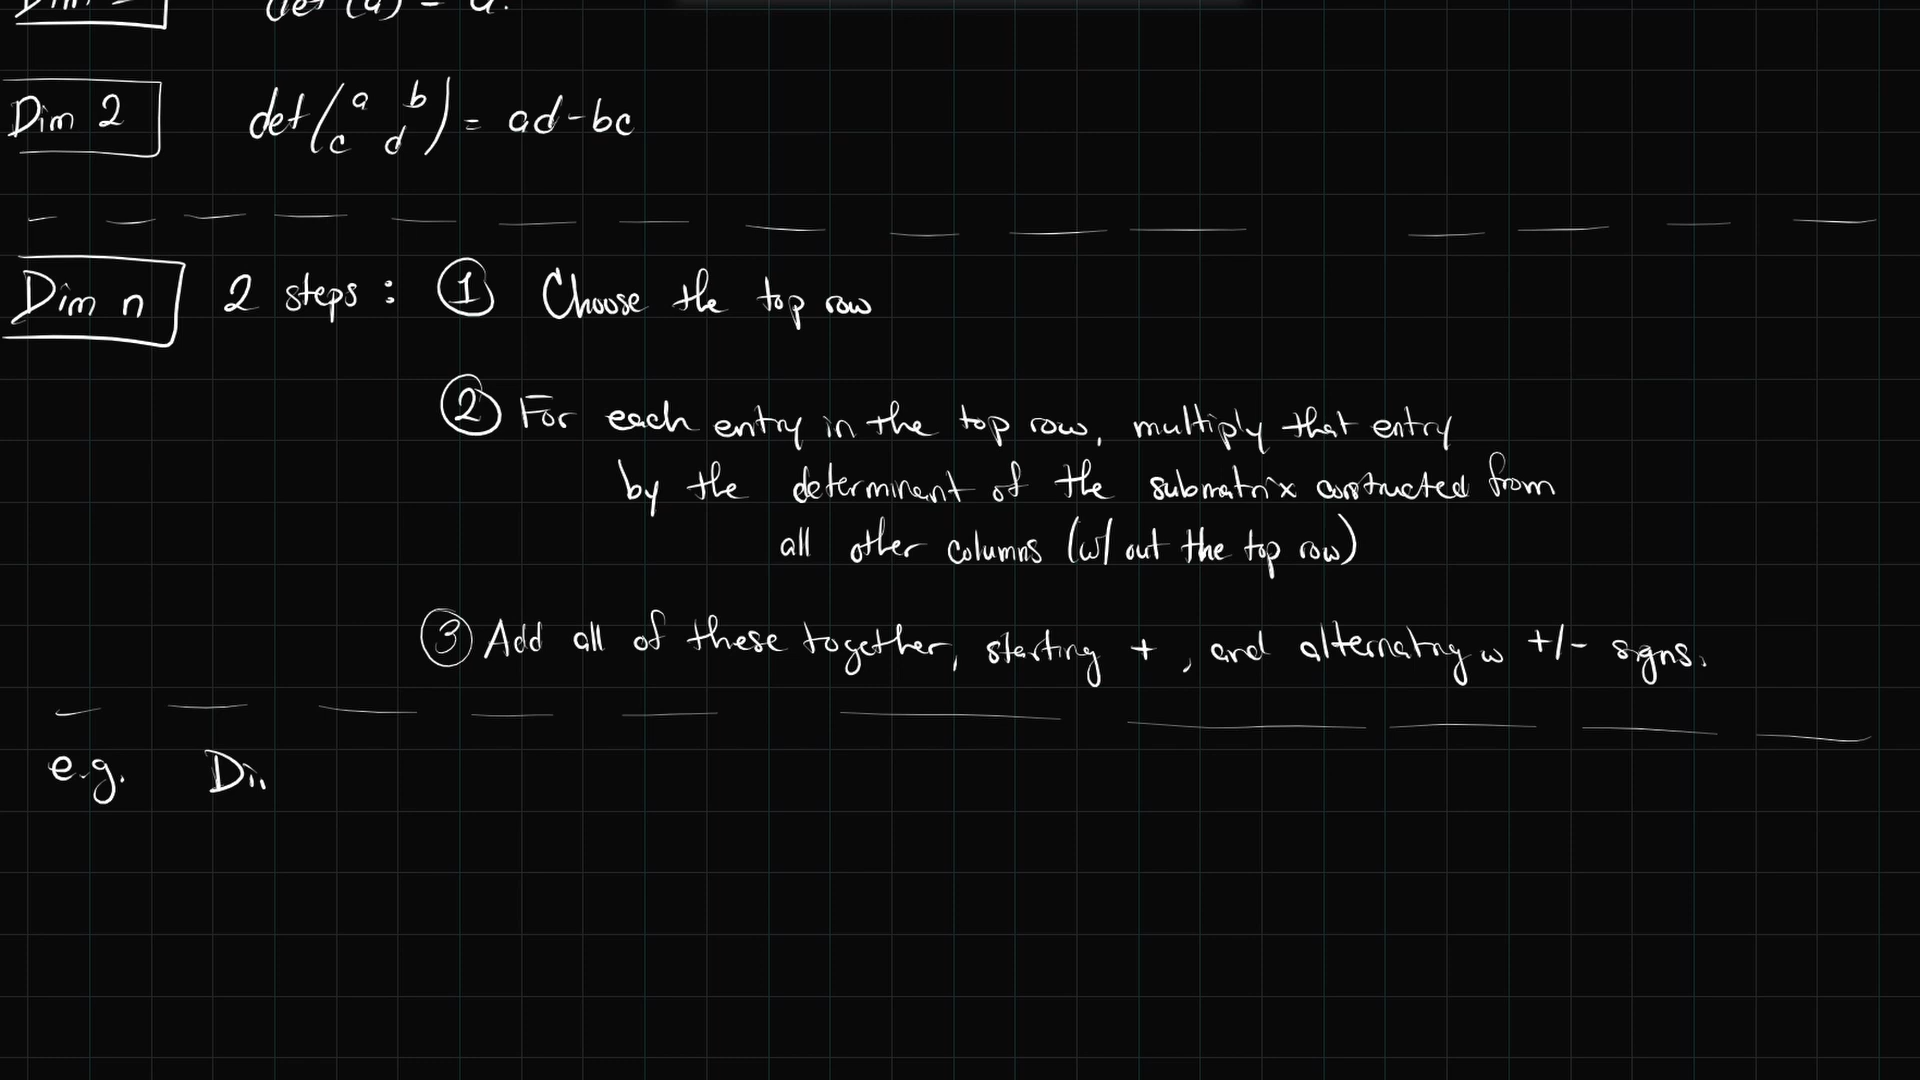 det (a) = a.
Dim 2 det(a b c d) = ad-bc
Dim n 2 steps: ① Choose the top row
② For each entry in the top row, multiply that entry
by the determinant of the submatrix constructed from
all other columns (w/out the top row)
③ Add all of these together, starting +, and alternating w +/- signs.
e.g.